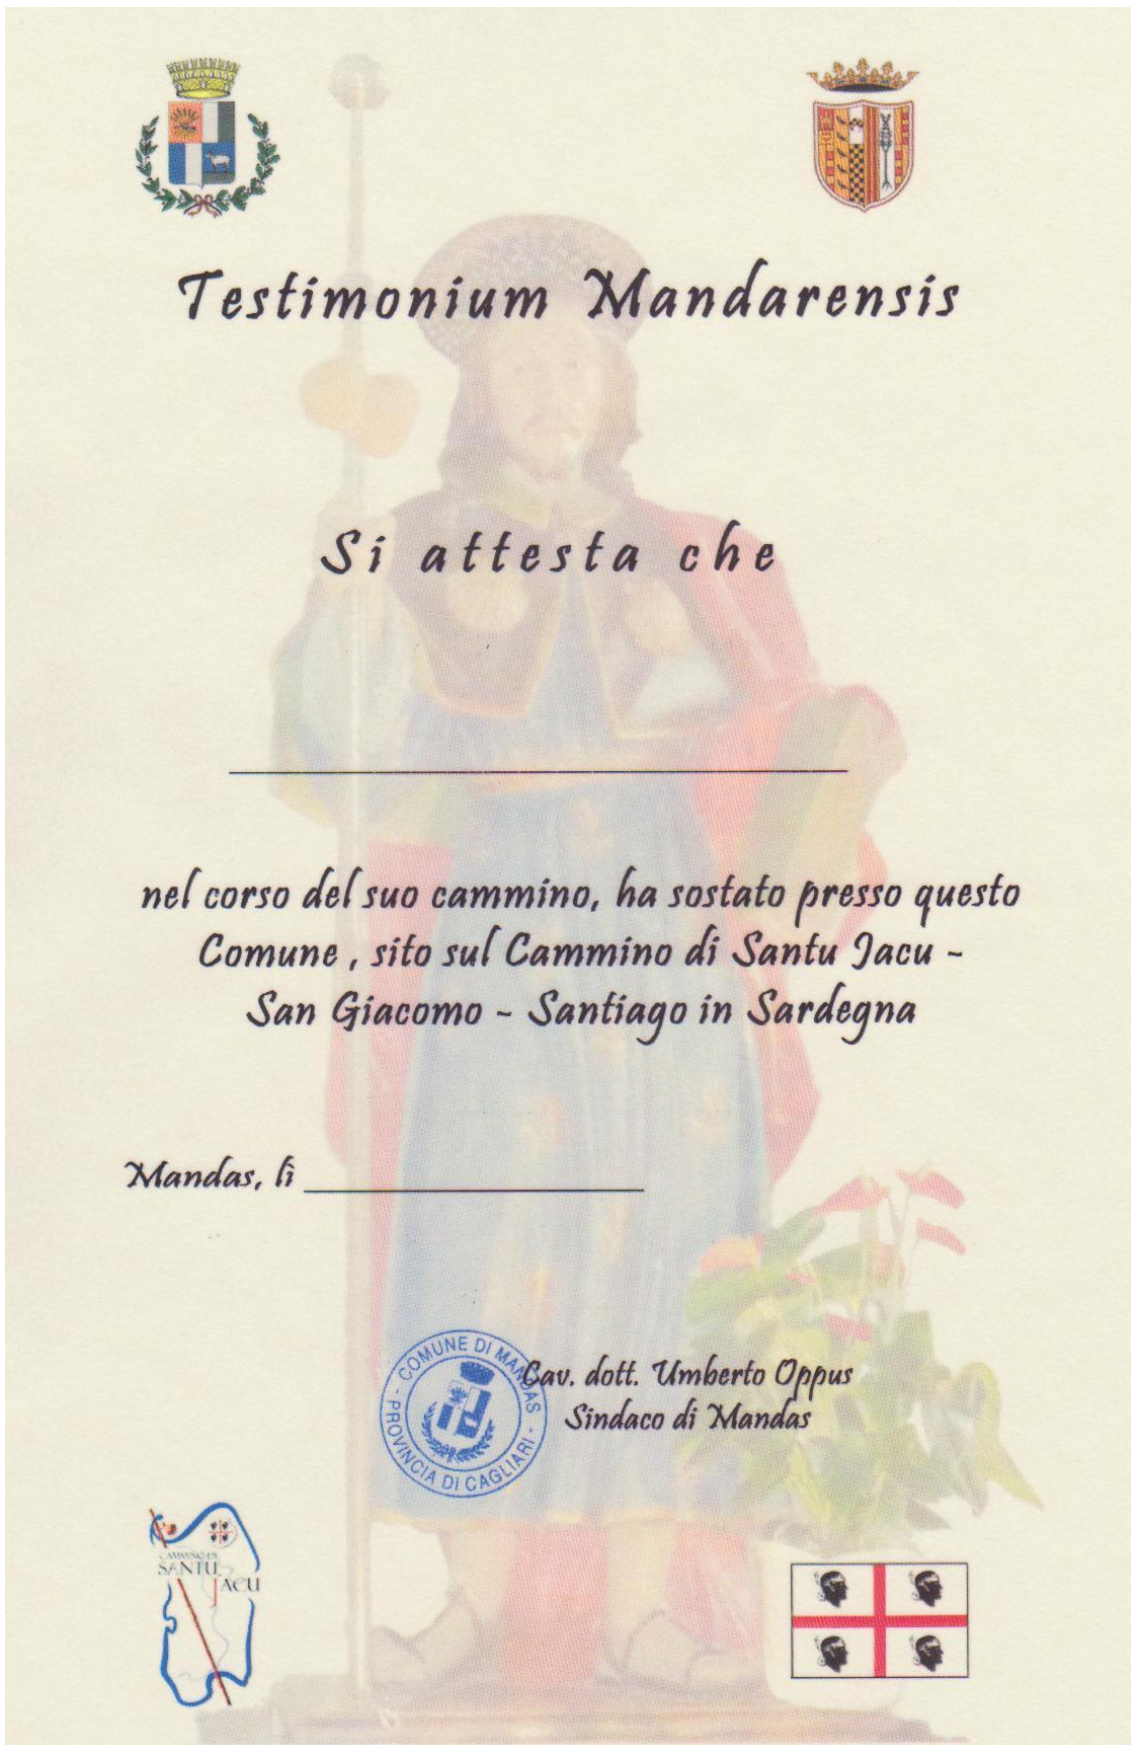 Testimonium Mandarensis
Si attesta che
nel corso del suo cammino, ha sostato presso questo
Comune , sito sul Cammino di Santu Jacu -
San Giacomo - Santiago in Sardegna
Mandas, lì
COMUNE DI MANDAS
- PROVINCIA DI CAGLIARI -
Cav. dott. Umberto Oppus
Sindaco di Mandas
CAMMINO DI
SANTU
JACU